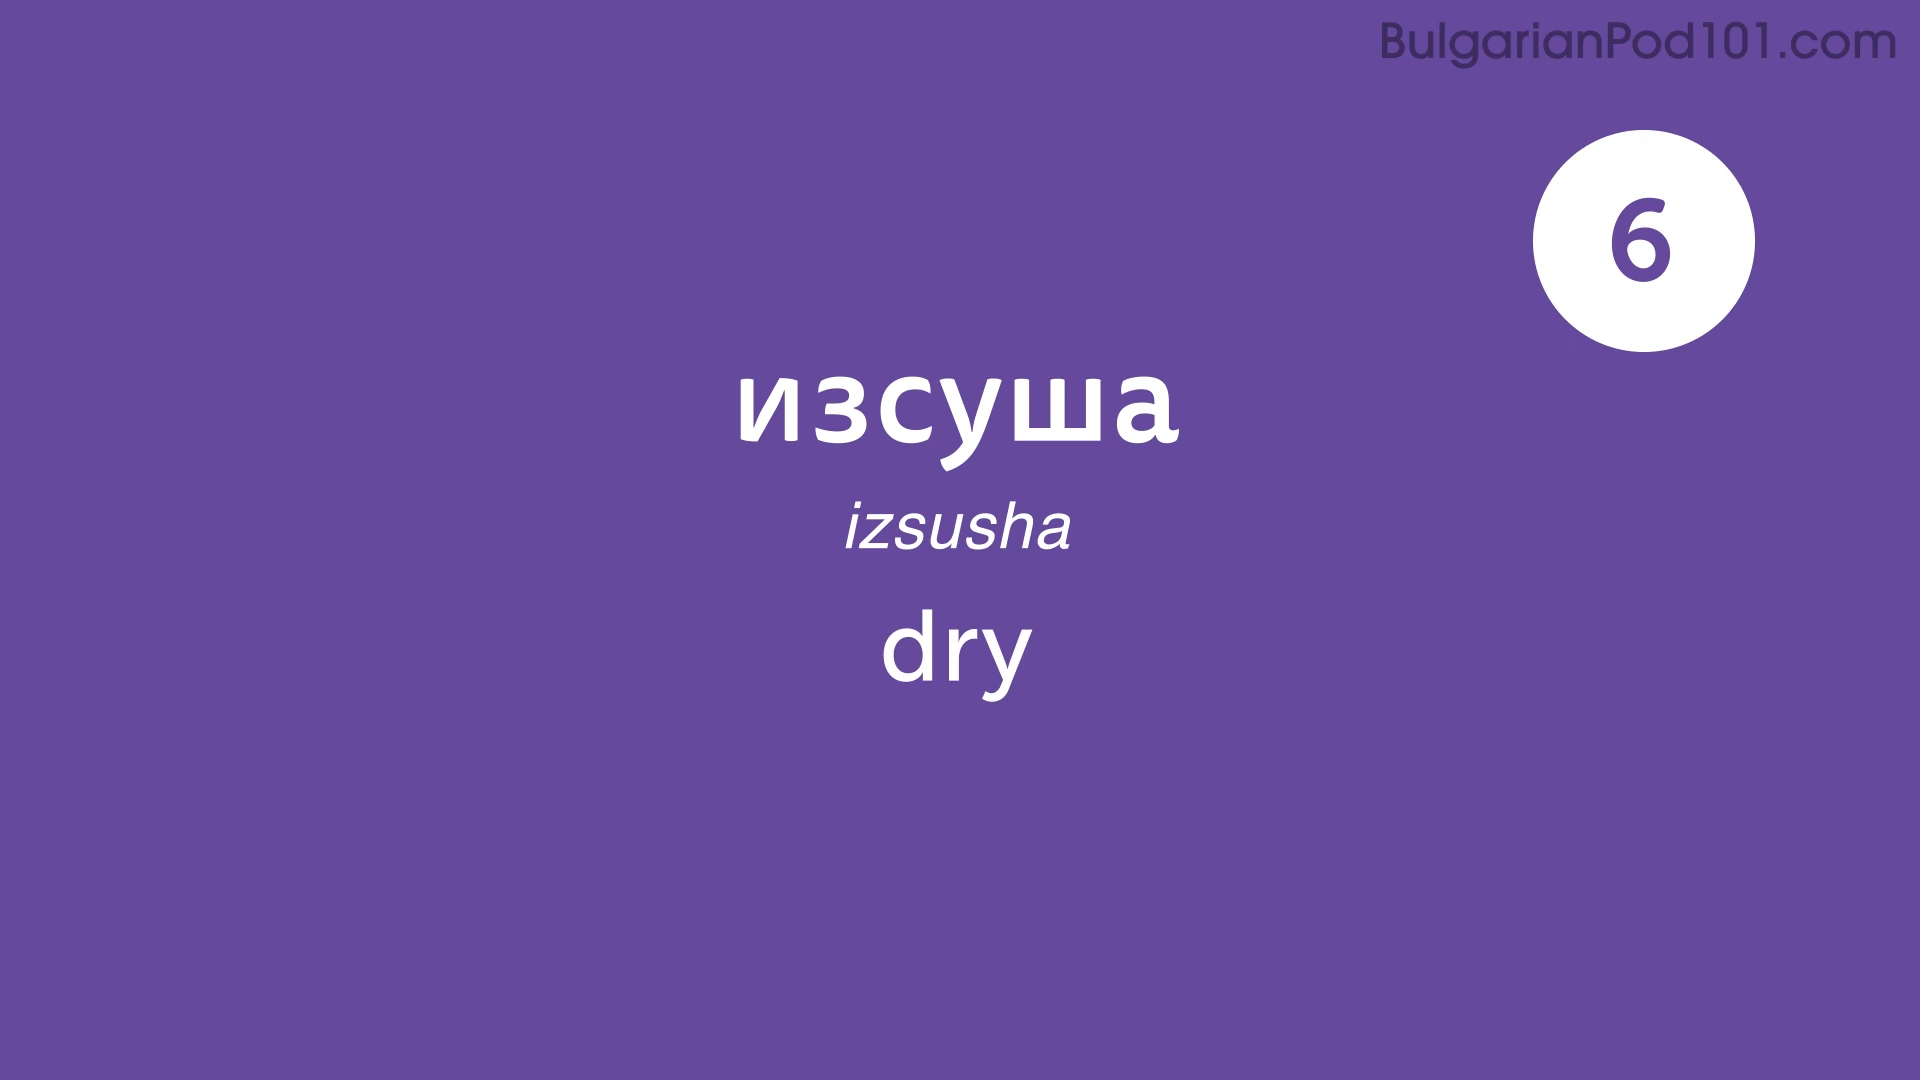 BulgarianPod101.com
6
изсуша
izsusha
dry